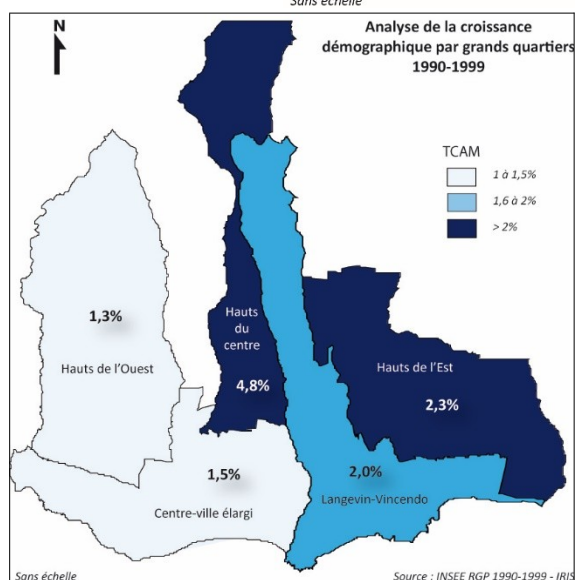 Sans échelle
N
Analyse de la croissance
démographique par grands quartiers
1990-1999
TCAM
1 à 1,5%
1,6 à 2%
> 2%
1,3%
Hauts de l'Ouest
Hauts
du
centre
4,8%
Hauts de l'Est
2,3%
1,5%
Centre-ville élargi
2,0%
Langevin-Vincendo
Sans échelle
Source : INSEE RGP 1990-1999 - IRIS